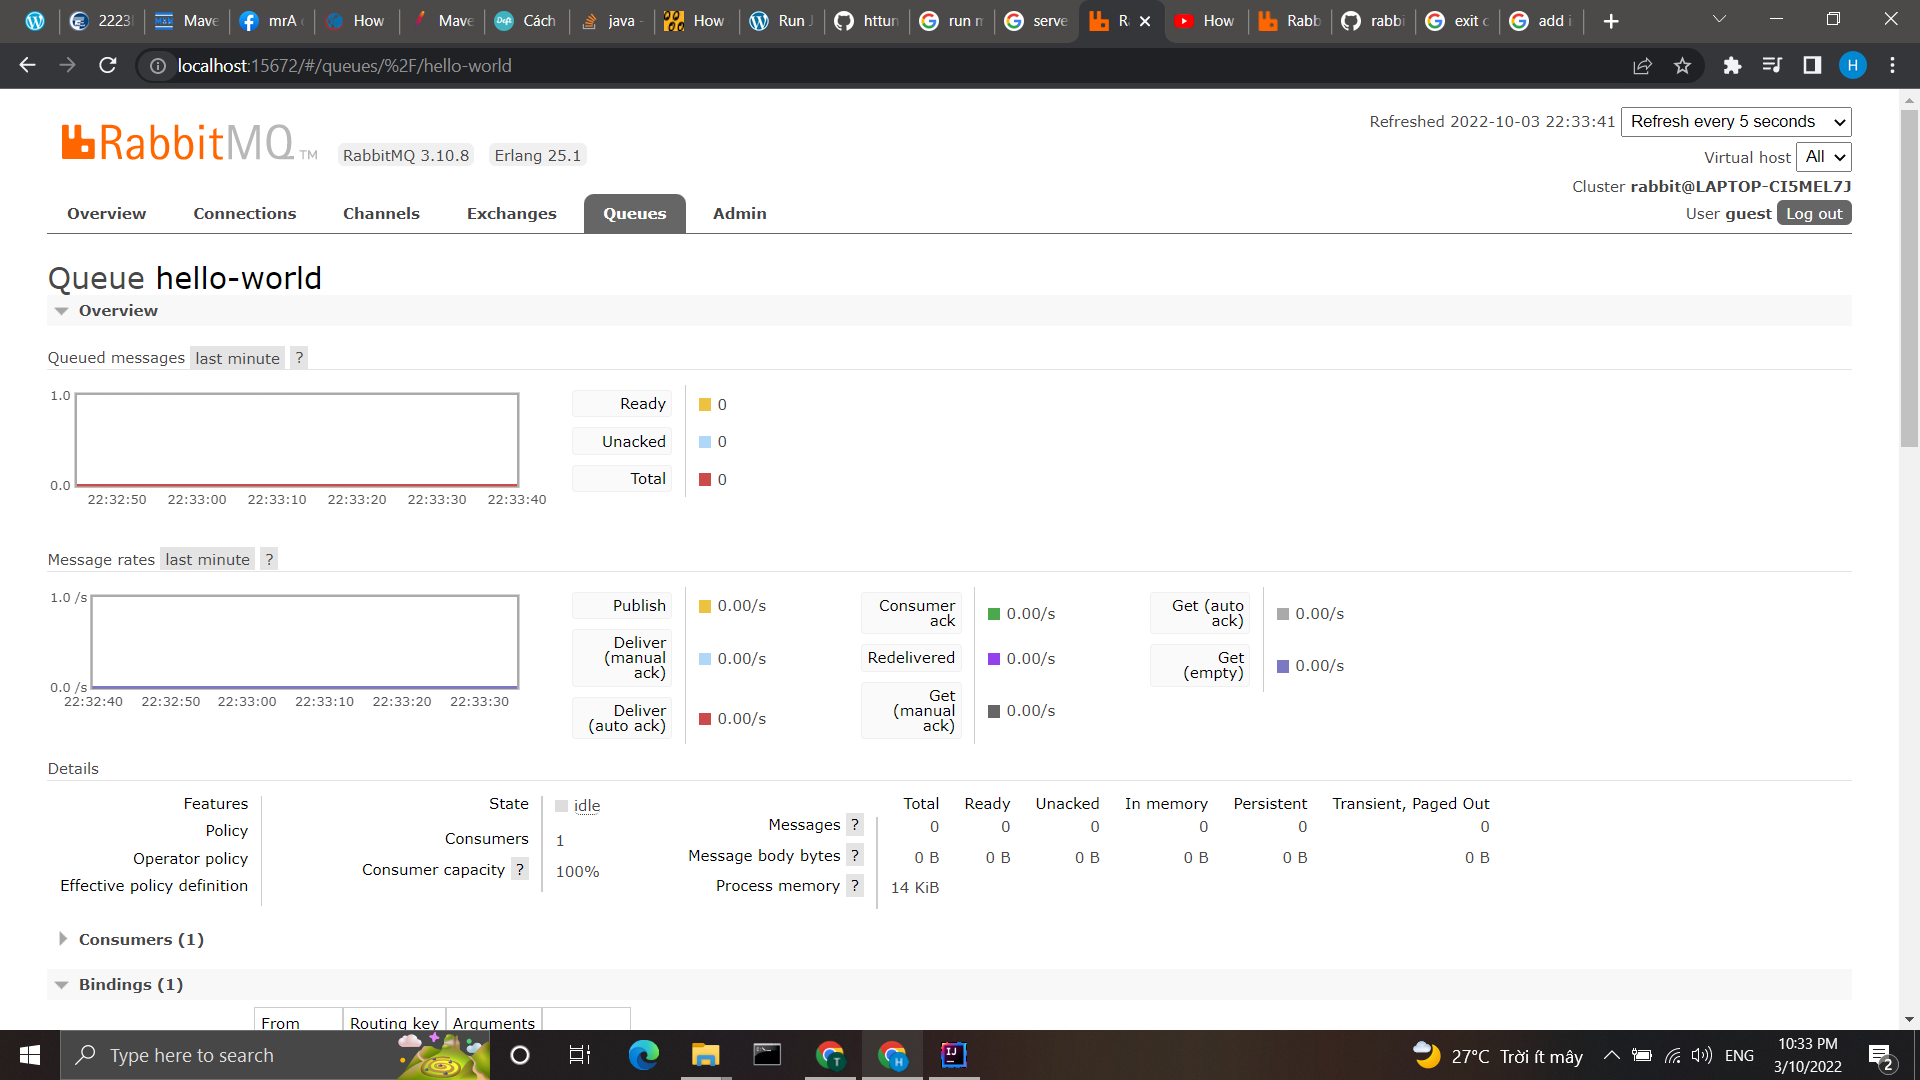 2223
Mave
mrA
How
Mave
Cách
java -
How
Run J
httun
run m
serve
R
How
Rabb
rabbi
exit c
add i
localhost:15672/#/queues/%2F/hello-world
H
RabbitMQ TM
RabbitMQ 3.10.8
Erlang 25.1
Refreshed 2022-10-03 22:33:41
Refresh every 5 seconds
Virtual host
All
Cluster rabbit@LAPTOP-CI5MEL7J
User guest
Log out
Overview
Connections
Channels
Exchanges
Queues
Admin
Queue hello-world
Overview
Queued messages last minute ?
1.0
0.0
22:32:50 22:33:00 22:33:10 22:33:20 22:33:30 22:33:40
Ready 0
Unacked 0
Total 0
Message rates last minute ?
1.0 /s
0.0 /s
22:32:40 22:32:50 22:33:00 22:33:10 22:33:20 22:33:30
Publish 0.00/s
Deliver
(manual
ack)
0.00/s
Deliver
(auto ack)
0.00/s
Consumer
ack
0.00/s
Redelivered 0.00/s
Get
(manual
ack)
0.00/s
Get (auto
ack)
0.00/s
Get
(empty)
0.00/s
Details
Features
Policy
Operator policy
Effective policy definition
State idle
Consumers 1
Consumer capacity ? 100%
Total Ready Unacked In memory Persistent Transient, Paged Out
Messages ? 0 0 0 0 0 0
Message body bytes ? 0 B 0 B 0 B 0 B 0 B 0 B
Process memory ? 14 KiB
Consumers (1)
Bindings (1)
From Routing key Arguments
Type here to search
T
H
IJ
27°C Trời ít mây
ENG
10:33 PM
3/10/2022
2